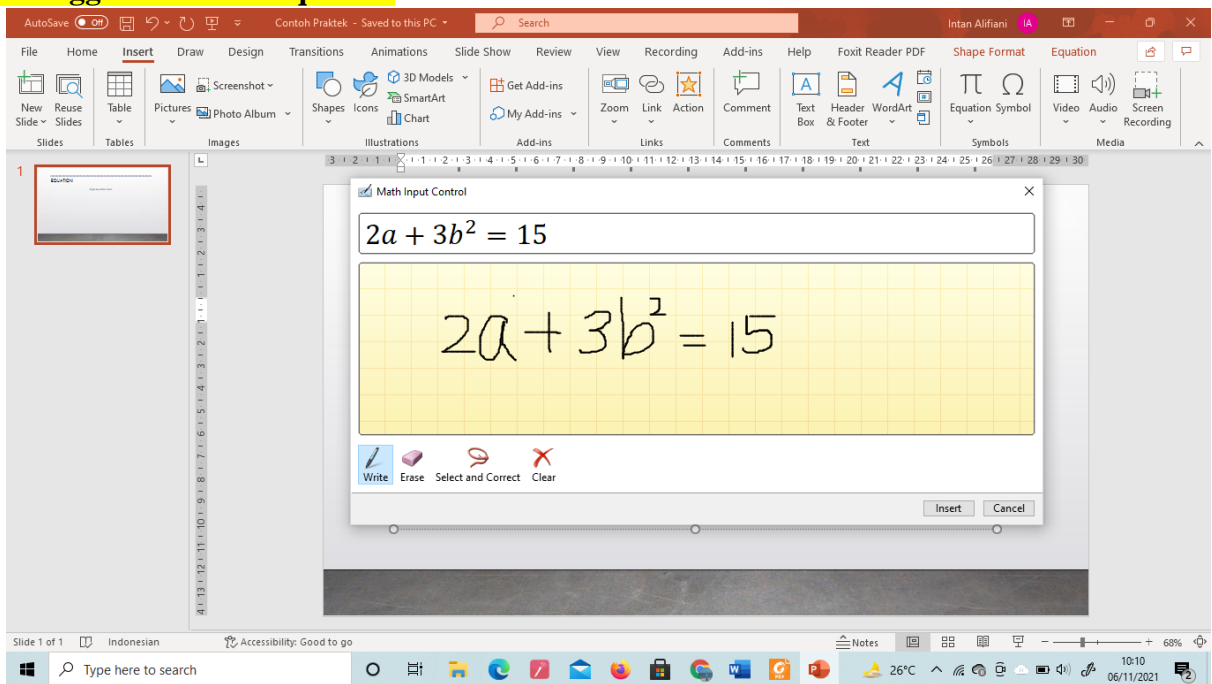 AutoSave Off Contoh Praktek - Saved to this PC Search Intan Alifiani IA
File Home Insert Draw Design Transitions Animations Slide Show Review View Recording Add-ins Help Foxit Reader PDF Shape Format Equation
New Slide Reuse Slides Table Pictures Screenshot Photo Album Shapes Icons 3D Models SmartArt Chart Get Add-ins My Add-ins Zoom Link Action Comment Text Box Header & Footer WordArt Equation Symbol Video Audio Screen Recording
Slides Tables Images Illustrations Add-ins Links Comments Text Symbols Media
1
EQUATION
Math Input Control
2a + 3b² = 15
2a + 3b² = 15
Write Erase Select and Correct Clear
Insert Cancel
Slide 1 of 1 Indonesian Accessibility: Good to go Notes 68%
Type here to search 26°C 10:10
06/11/2021 2